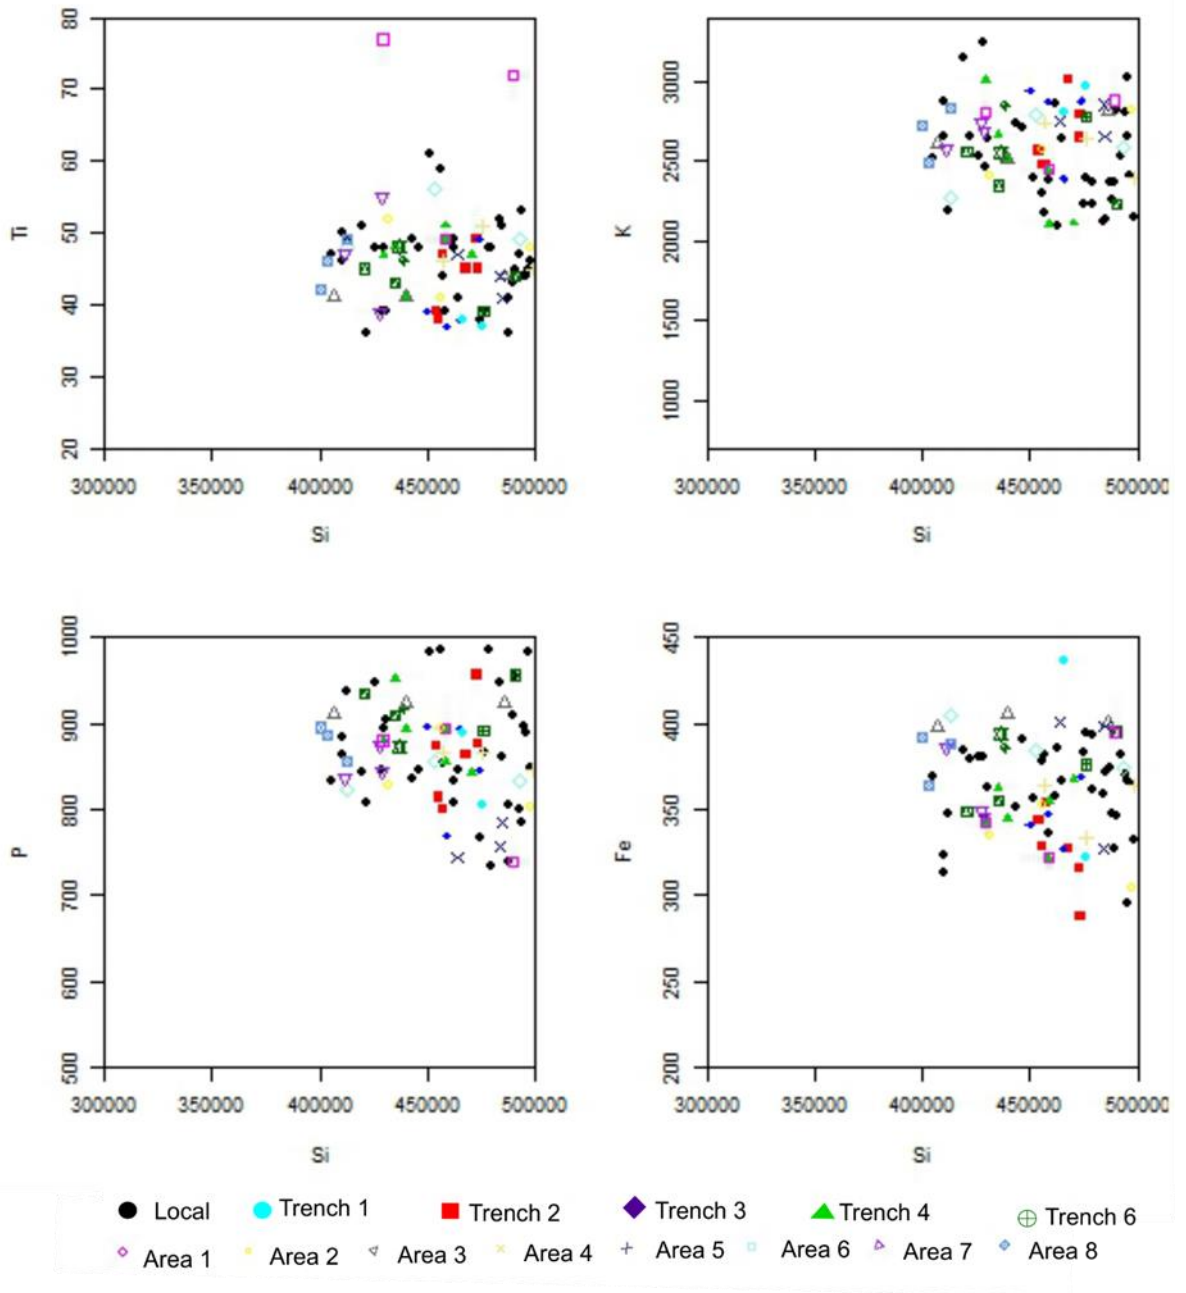 80
70
60
50
40
30
20
Ti
300000 350000 400000 450000 500000
Si
3000
2500
2000
1500
1000
K
300000 350000 400000 450000 500000
Si
1000
900
800
700
600
500
P
300000 350000 400000 450000 500000
Si
450
400
350
300
250
200
Fe
300000 350000 400000 450000 500000
Si
Local Trench 1 Trench 2 Trench 3 Trench 4 Trench 6
Area 1 Area 2 Area 3 Area 4 Area 5 Area 6 Area 7 Area 8